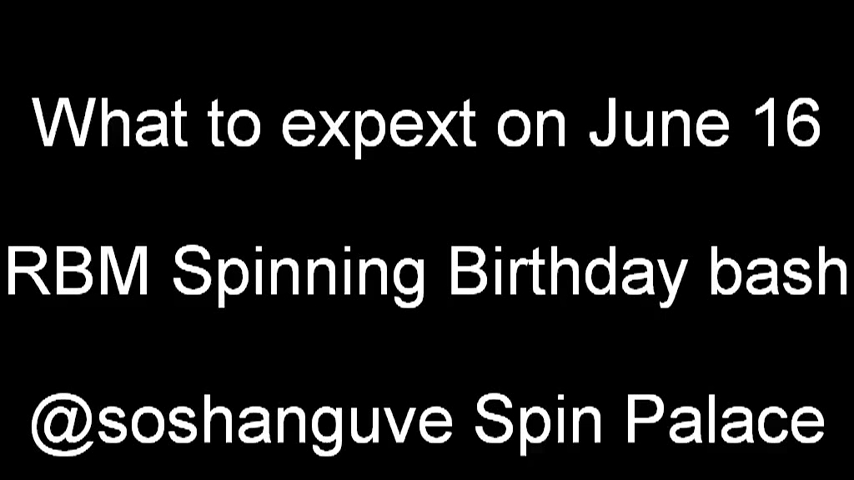 What to expext on June 16
RBM Spinning Birthday bash
@soshanguve Spin Palace